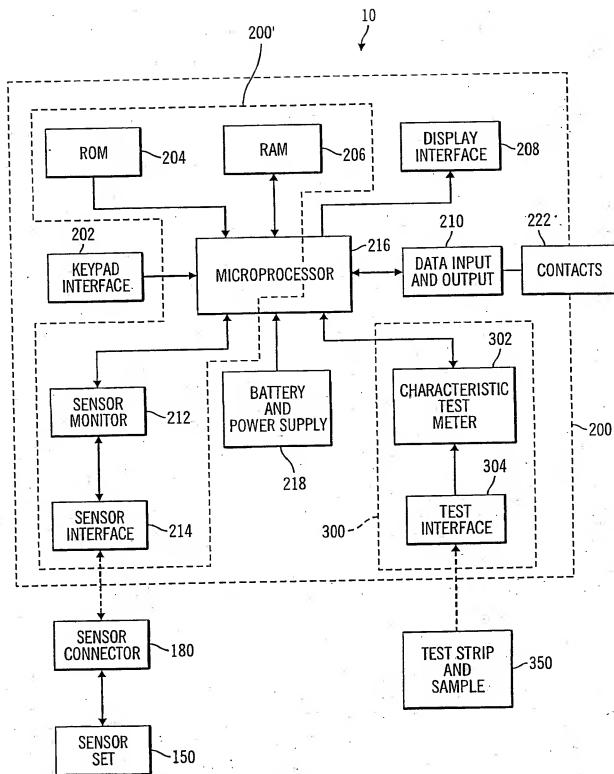 10
200'
ROM
204
RAM
206
DISPLAY
INTERFACE
208
202
KEYPAD
INTERFACE
216
MICROPROCESSOR
210
DATA INPUT
AND OUTPUT
222
CONTACTS
SENSOR
MONITOR
212
BATTERY
AND
POWER SUPPLY
218
302
CHARACTERISTIC
TEST
METER
200
SENSOR
INTERFACE
214
300
304
TEST
INTERFACE
SENSOR
CONNECTOR
180
TEST STRIP
AND
SAMPLE
350
SENSOR
SET
150